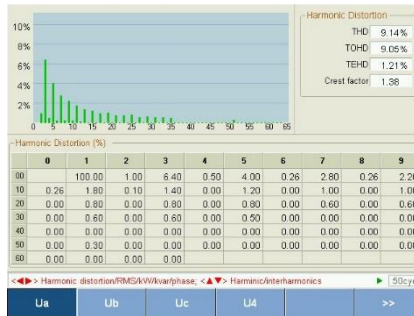 Harmonic Distortion
10%
8%
6%
4%
2%
THD 9.14%
TOHD 9.05%
TEHD 1.21%
Crest factor 1.38
0 5 10 15 20 25 30 35 40 45 50 55 60 65
Harmonic Distortion (%)
0 1 2 3 4 5 6 7 8 9
00 100.00 1.00 6.40 0.50 4.00 0.26 2.80 0.26 2.20
10 0.26 1.80 0.10 1.40 0.00 1.20 0.00 1.00 0.00 1.00
20 0.00 0.80 0.00 0.80 0.00 0.80 0.00 0.60 0.00 0.60
30 0.00 0.60 0.00 0.60 0.00 0.50 0.00 0.00 0.00 0.00
40 0.00 0.00 0.00 0.00 0.00 0.00 0.00 0.00 0.00 0.00
50 0.00 0.30 0.00 0.00 0.00 0.00 0.00 0.00 0.00 0.00
60 0.00 0.00 0.00 0.00
<◀▶> Harmonic distortion/RMS/kW/kvar/phase; <▲▼> Harminic/interharmonics ▶ 50cyc
Ua Ub Uc U4 >>